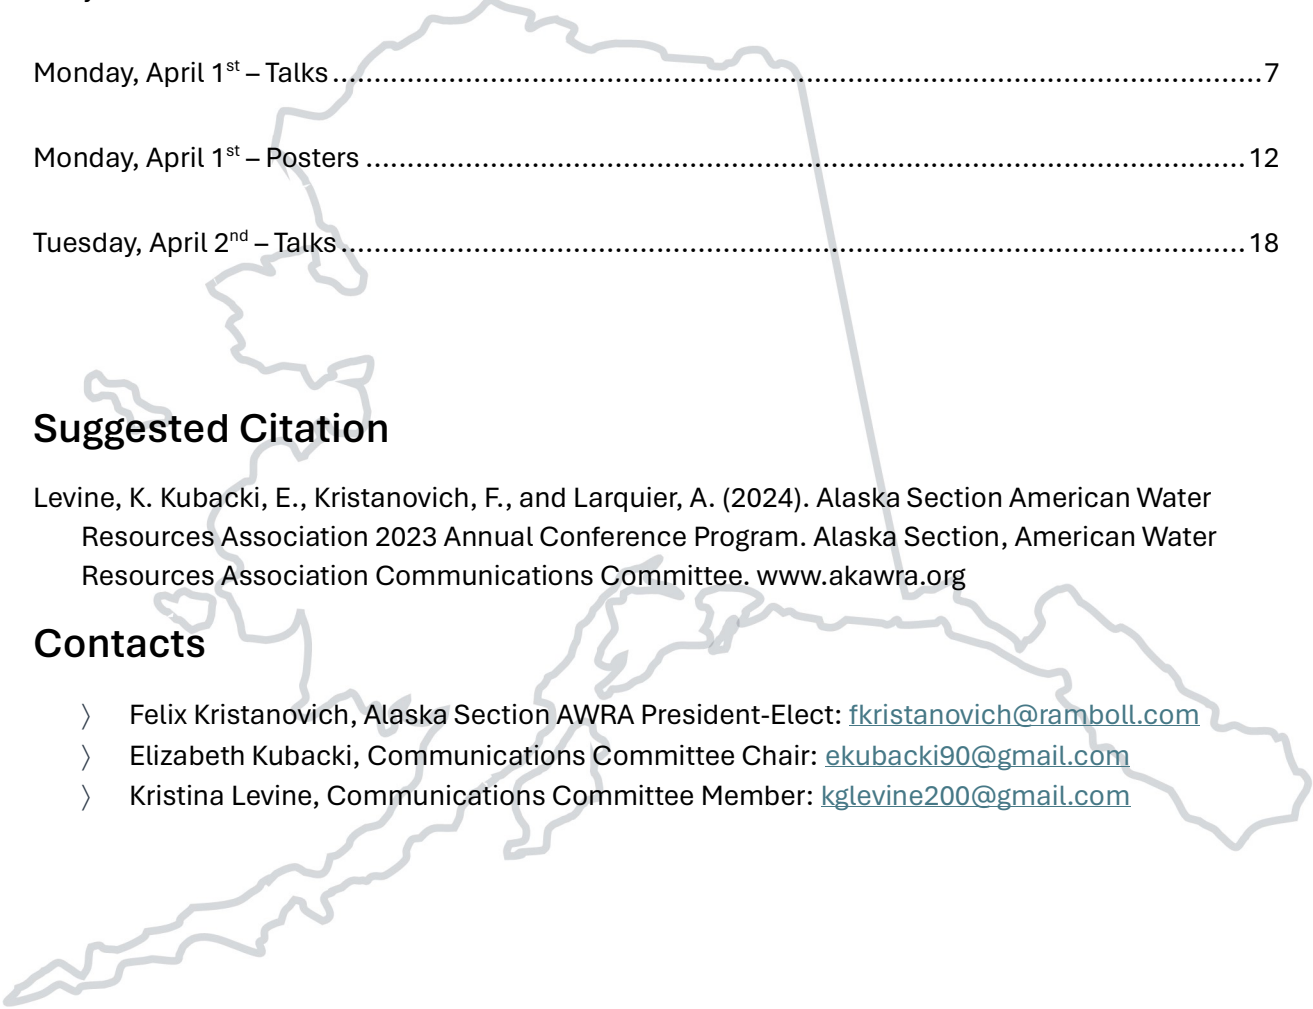 Monday, April 1st – Talks ........................................................................................................ 7
Monday, April 1st – Posters .................................................................................................... 12
Tuesday, April 2nd – Talks ...................................................................................................... 18
Suggested Citation
Levine, K. Kubacki, E., Kristanovich, F., and Larquier, A. (2024). Alaska Section American Water
Resources Association 2023 Annual Conference Program. Alaska Section, American Water
Resources Association Communications Committee. www.akawra.org
Contacts
〉 Felix Kristanovich, Alaska Section AWRA President-Elect: fkristanovich@ramboll.com
〉 Elizabeth Kubacki, Communications Committee Chair: ekubacki90@gmail.com
〉 Kristina Levine, Communications Committee Member: kglevine200@gmail.com